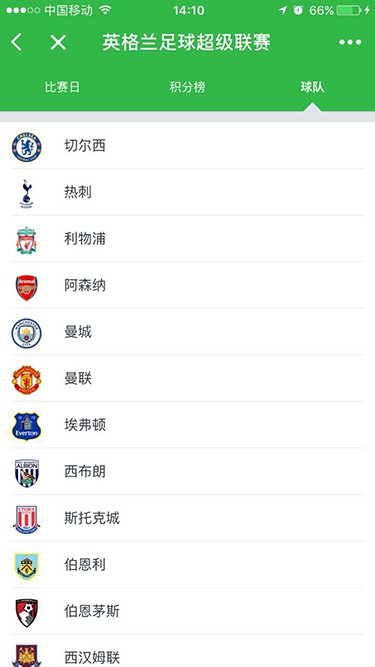 中国移动 14:10 66%
英格兰足球超级联赛
比赛日 积分榜 球队
切尔西
热刺
利物浦
阿森纳
曼城
曼联
埃弗顿
西布朗
斯托克城
伯恩利
伯恩茅斯
西汉姆联